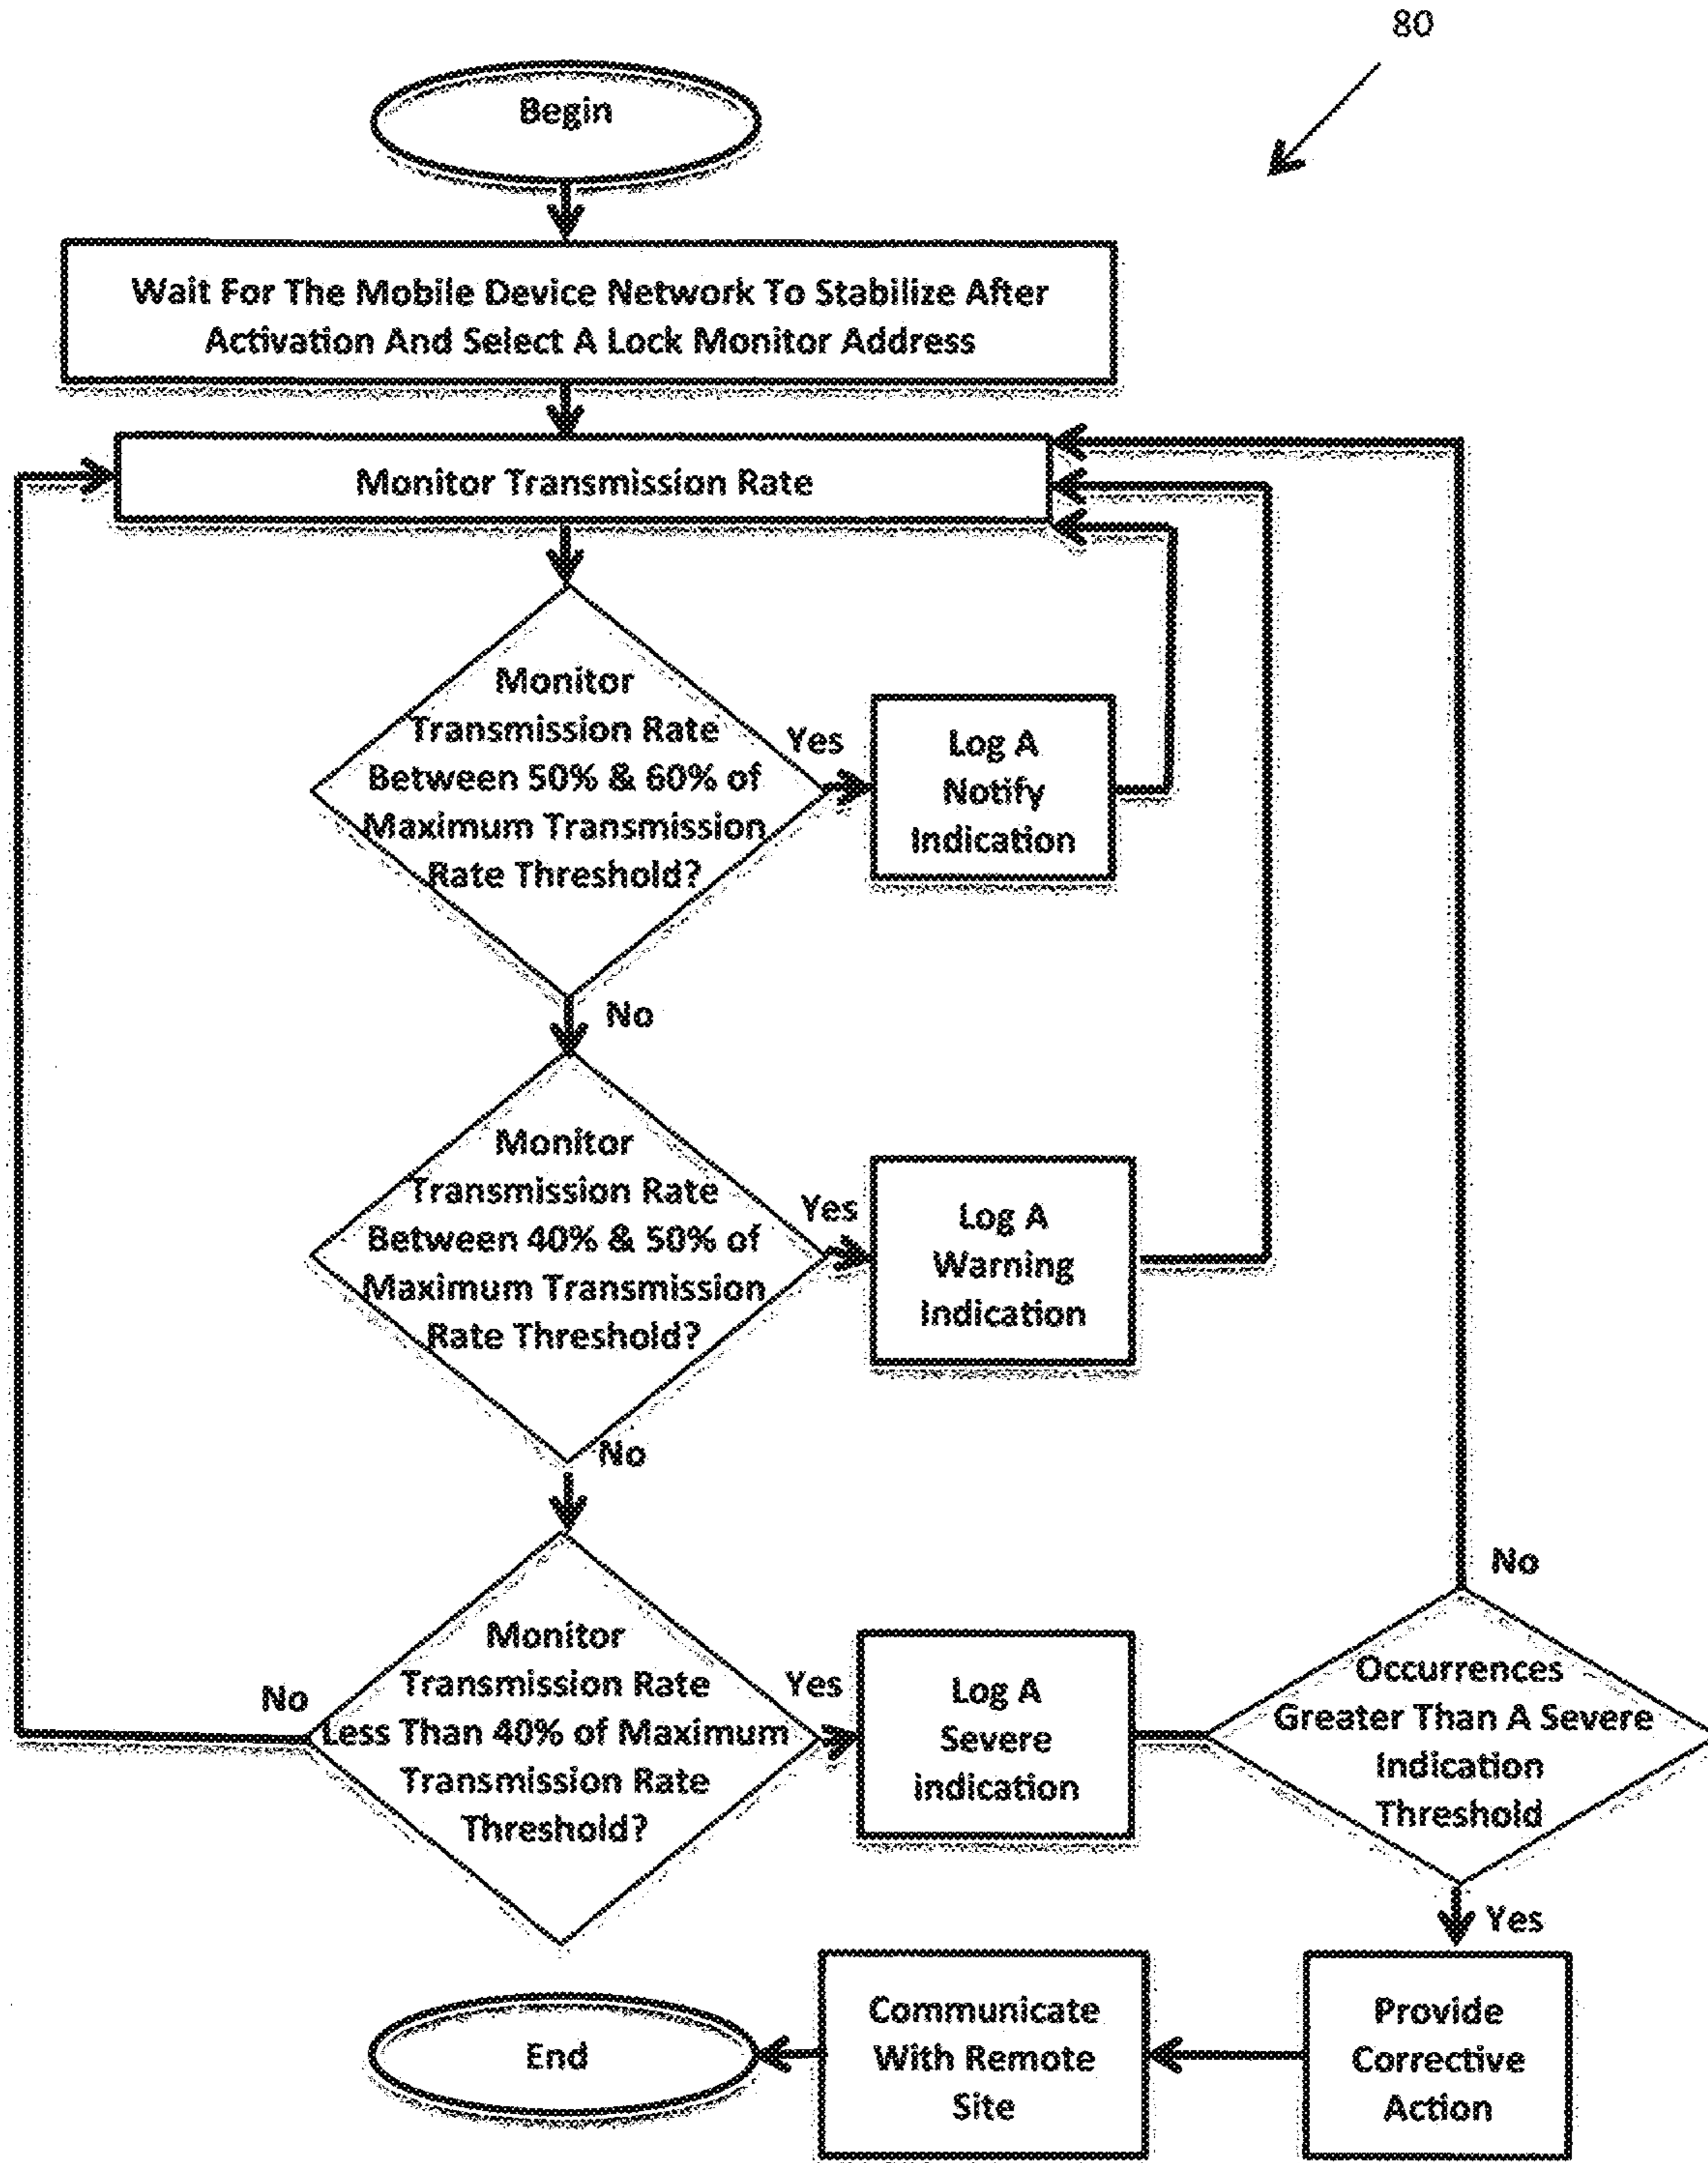 80
Begin
Wait For The Mobile Device Network To Stabilize After
Activation And Select A Lock Monitor Address
Monitor Transmission Rate
Monitor
Transmission Rate
Between 50% & 60% of
Maximum Transmission
Rate Threshold?
Yes
Log A
Notify
Indication
No
Monitor
Transmission Rate
Between 40% & 50% of
Maximum Transmission
Rate Threshold?
Yes
Log A
Warning
Indication
No
Monitor
Transmission Rate
Less Than 40% of Maximum
Transmission Rate
Threshold?
No
Yes
Log A
Severe
indication
No
Occurrences
Greater Than A Severe
Indication
Threshold
Yes
Provide
Corrective
Action
Communicate
With Remote
Site
End